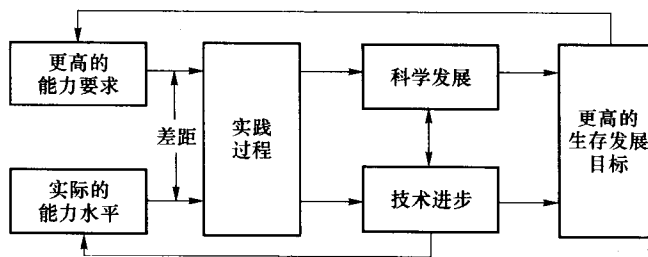 更高的
能力要求
差距
实际的
能力水平
实践
过程
科学发展
技术进步
更高的
生存发展
目标